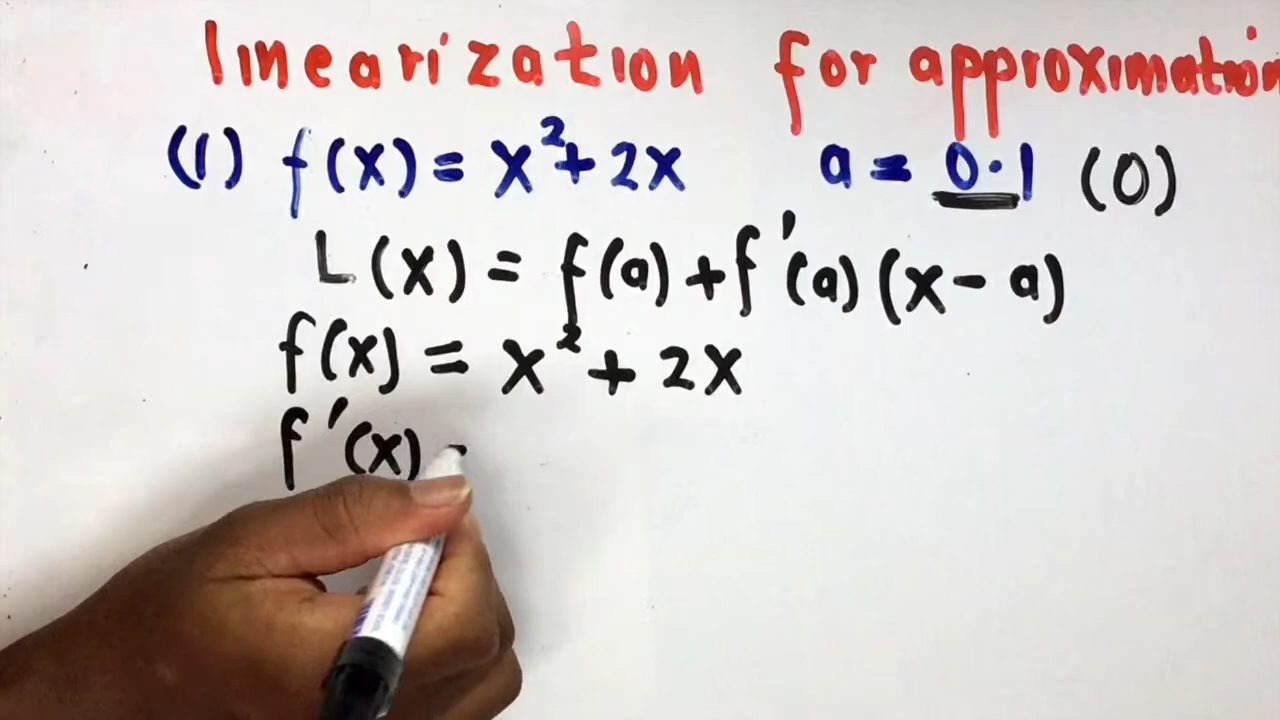 linearization for approximation
(1) f(x) = x²+ 2x a = 0.1 (0)
L(x) = f(a) + f'(a)(x - a)
f(x) = x² + 2x
f'(x) -